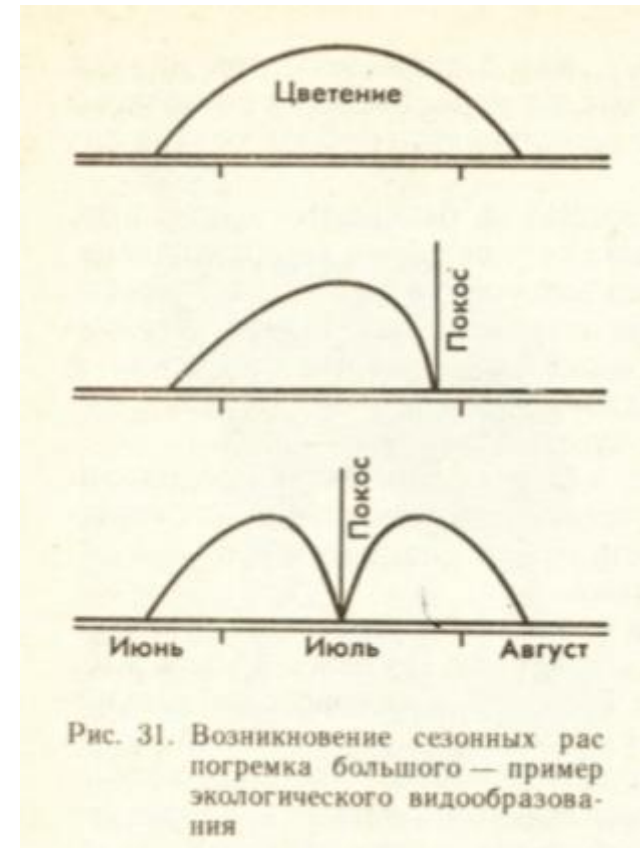 Цветение
Покос
Покос
Июнь Июль Август
Рис. 31. Возникновение сезонных рас
погремка большого — пример
экологического видообразова-
ния